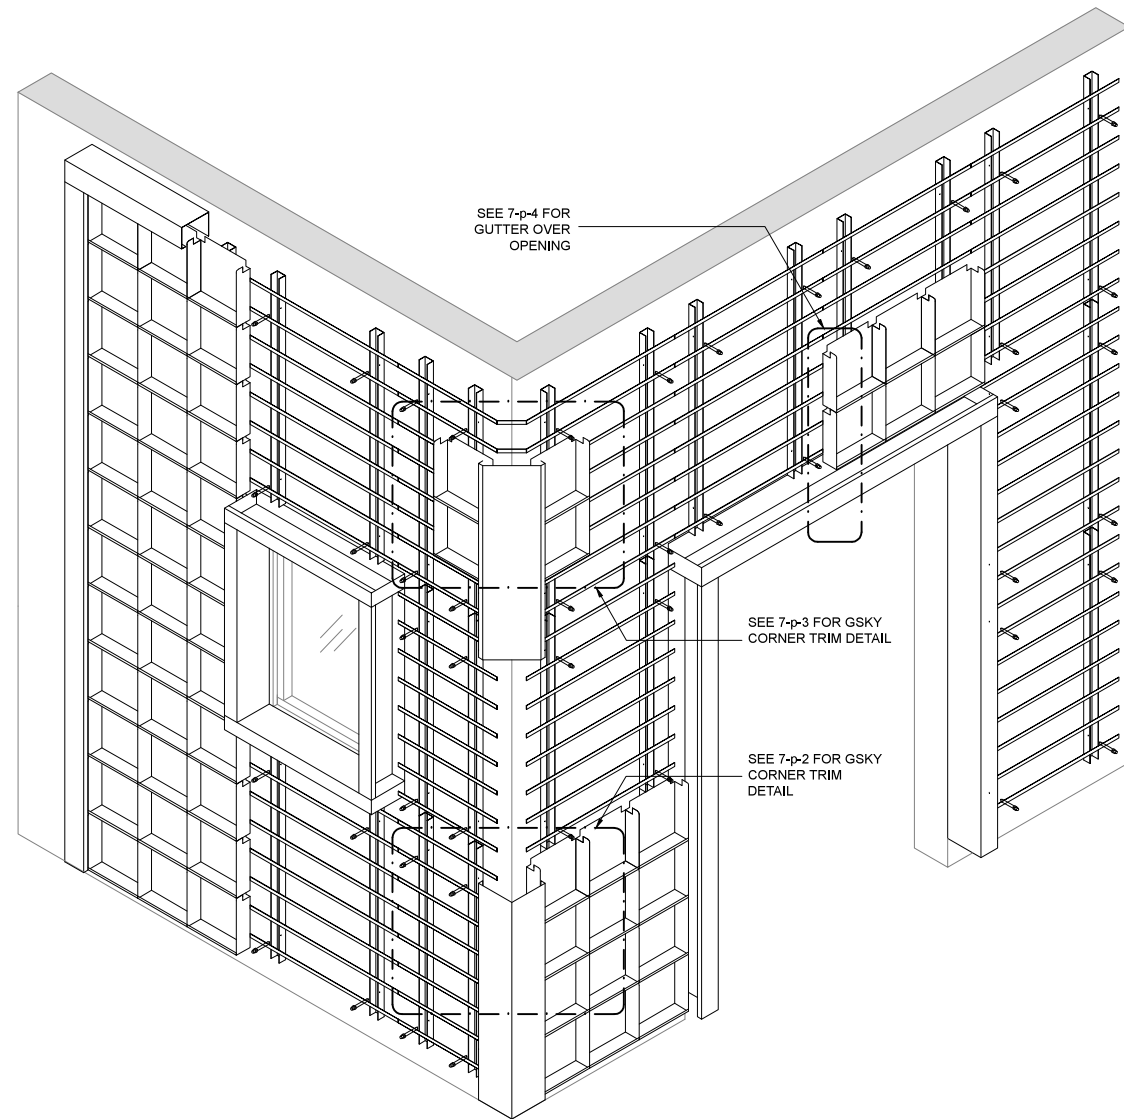 SEE 7-p-4 FOR
GUTTER OVER
OPENING
SEE 7-p-3 FOR GSKY
CORNER TRIM DETAIL
SEE 7-p-2 FOR GSKY
CORNER TRIM
DETAIL